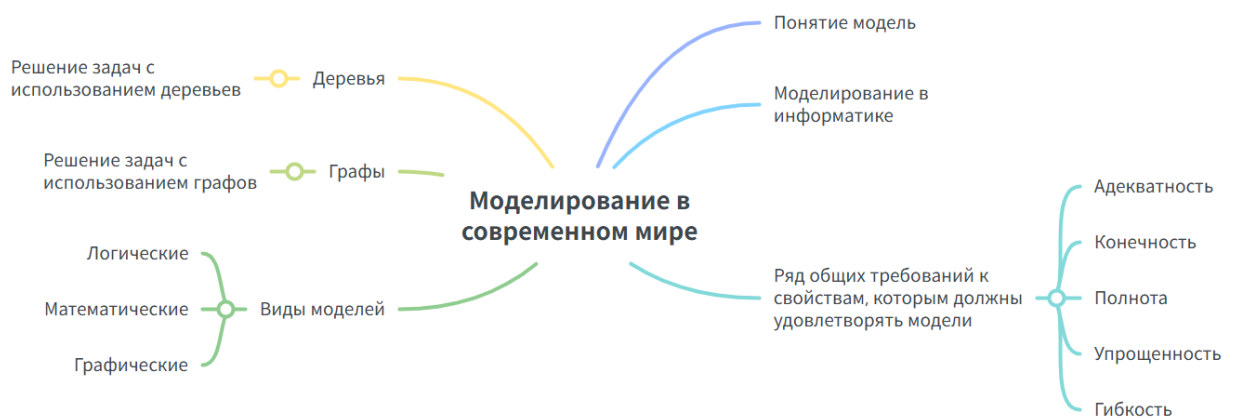 Моделирование в
современном мире
Понятие модель
Моделирование в
информатике
Ряд общих требований к
свойствам, которым должны
удовлетворять модели
Адекватность
Конечность
Полнота
Упрощенность
Гибкость
Деревья
Решение задач с
использованием деревьев
Графы
Решение задач с
использованием графов
Виды моделей
Логические
Математические
Графические